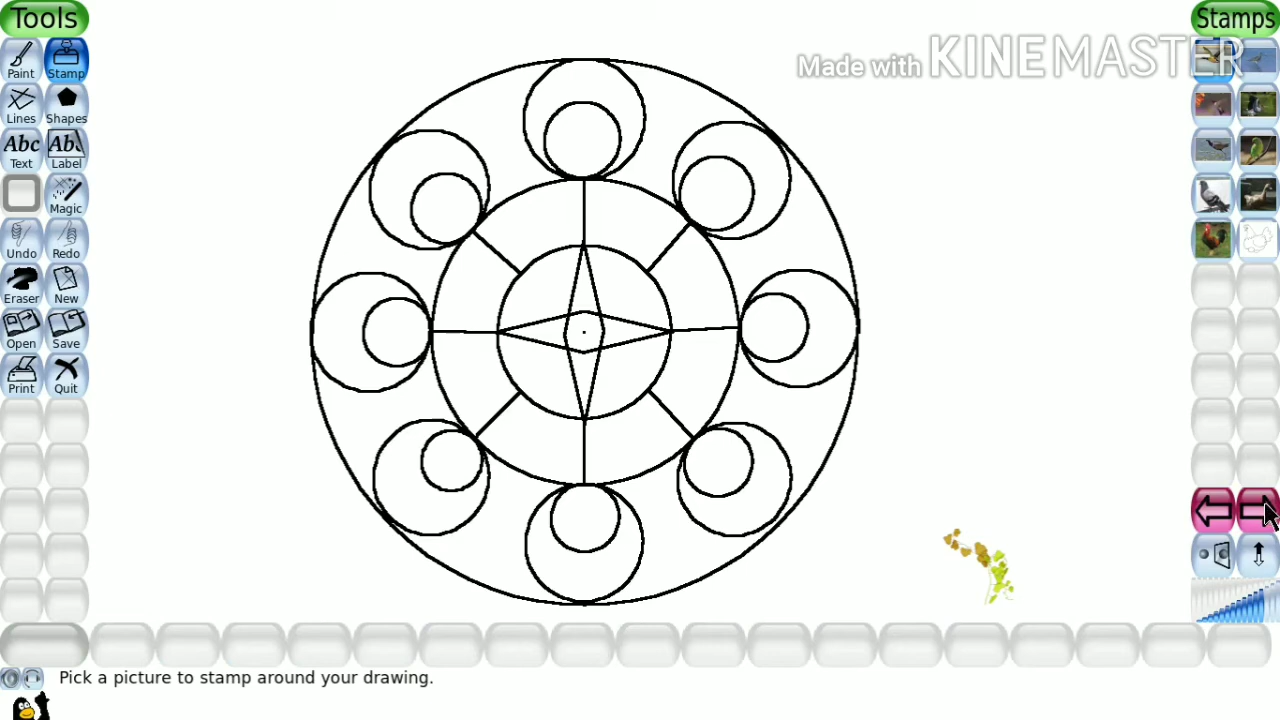 Tools
Stamps
Made with KINEMASTER
Paint
Stamp
Lines
Shapes
Abc
Abc
Text
Label
Magic
Undo
Redo
Eraser
New
Open
Save
Print
Quit
Pick a picture to stamp around your drawing.